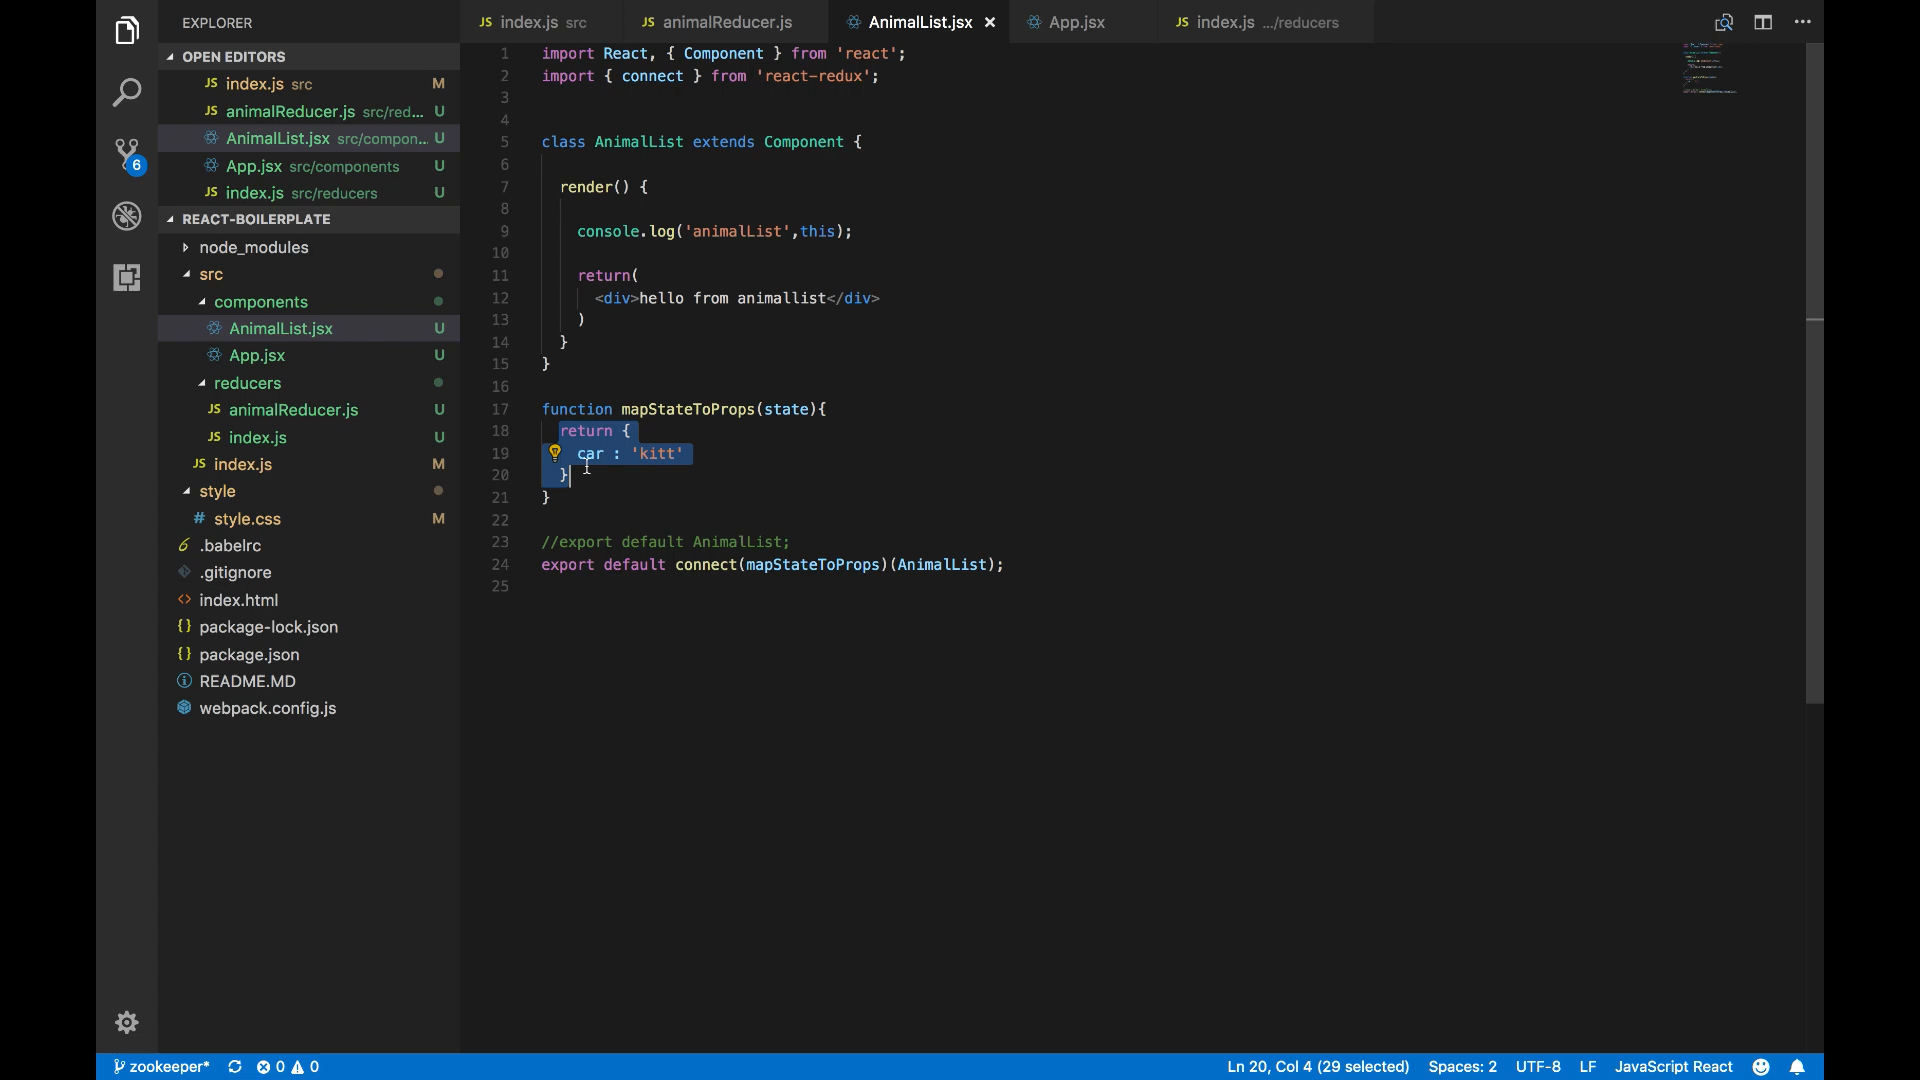 EXPLORER
OPEN EDITORS
JS index.js src M
JS animalReducer.js src/red... U
AnimalList.jsx src/compon... U
App.jsx src/components U
JS index.js src/reducers U
REACT-BOILERPLATE
node_modules
src
components
AnimalList.jsx U
App.jsx U
reducers
JS animalReducer.js U
JS index.js U
JS index.js M
style
# style.css M
.babelrc
.gitignore
<> index.html
{} package-lock.json
{} package.json
README.MD
webpack.config.js
6
JS index.js src
JS animalReducer.js
AnimalList.jsx ×
App.jsx
JS index.js .../reducers
1 import React, { Component } from 'react';
2 import { connect } from 'react-redux';
3
4
5 class AnimalList extends Component {
6
7 render() {
8
9 console.log('animalList',this);
10
11 return(
12 <div>hello from animallist</div>
13 )
14 }
15 }
16
17 function mapStateToProps(state){
18 return {
19 car : 'kitt'
20 }
21 }
22
23 //export default AnimalList;
24 export default connect(mapStateToProps)(AnimalList);
25
zookeeper* 0 0 Ln 20, Col 4 (29 selected) Spaces: 2 UTF-8 LF JavaScript React